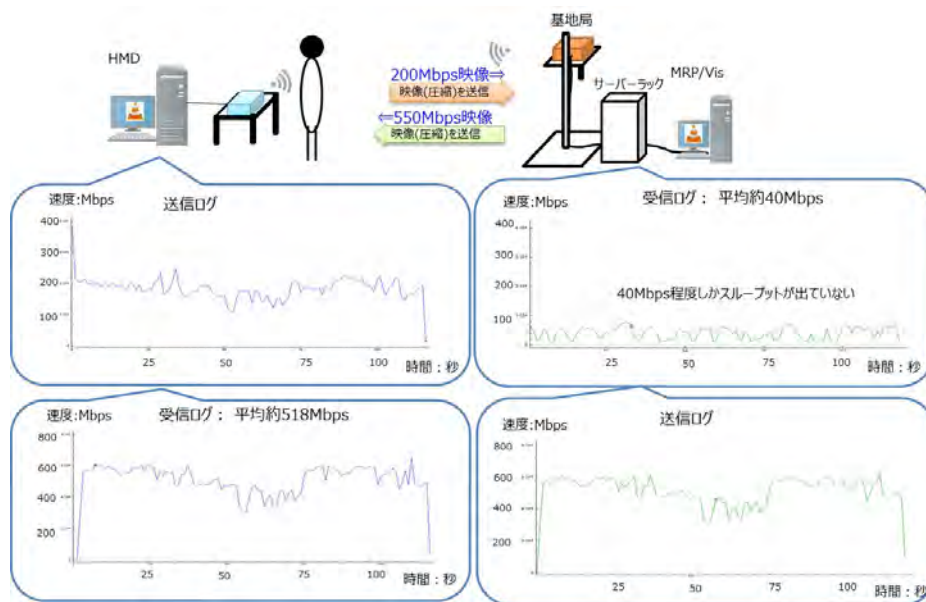 基地局
HMD
サーバーラック
MRP/Vis
200Mbps映像⇒
映像(圧縮)を送信
⇐550Mbps映像
映像(圧縮)を送信
速度:Mbps
送信ログ
400
300
200
100
25
50
75
100
時間：秒
速度:Mbps
受信ログ： 平均約40Mbps
400
300
200
100
40Mbps程度しかスループットが出ていない
25
50
75
100
時間：秒
速度:Mbps
受信ログ： 平均約518Mbps
800
600
400
200
25
50
75
100
時間：秒
速度:Mbps
送信ログ
800
600
400
200
25
50
75
100
時間：秒